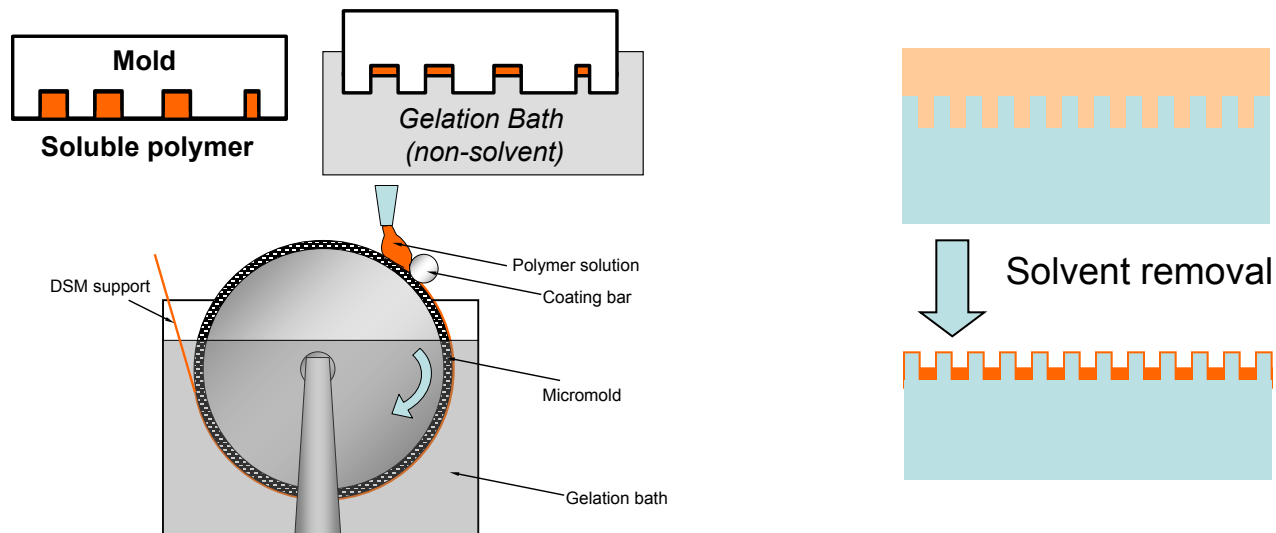 Mold
Soluble polymer
Gelation Bath
(non-solvent)
DSM support
Polymer solution
Coating bar
Micromold
Gelation bath
Solvent removal